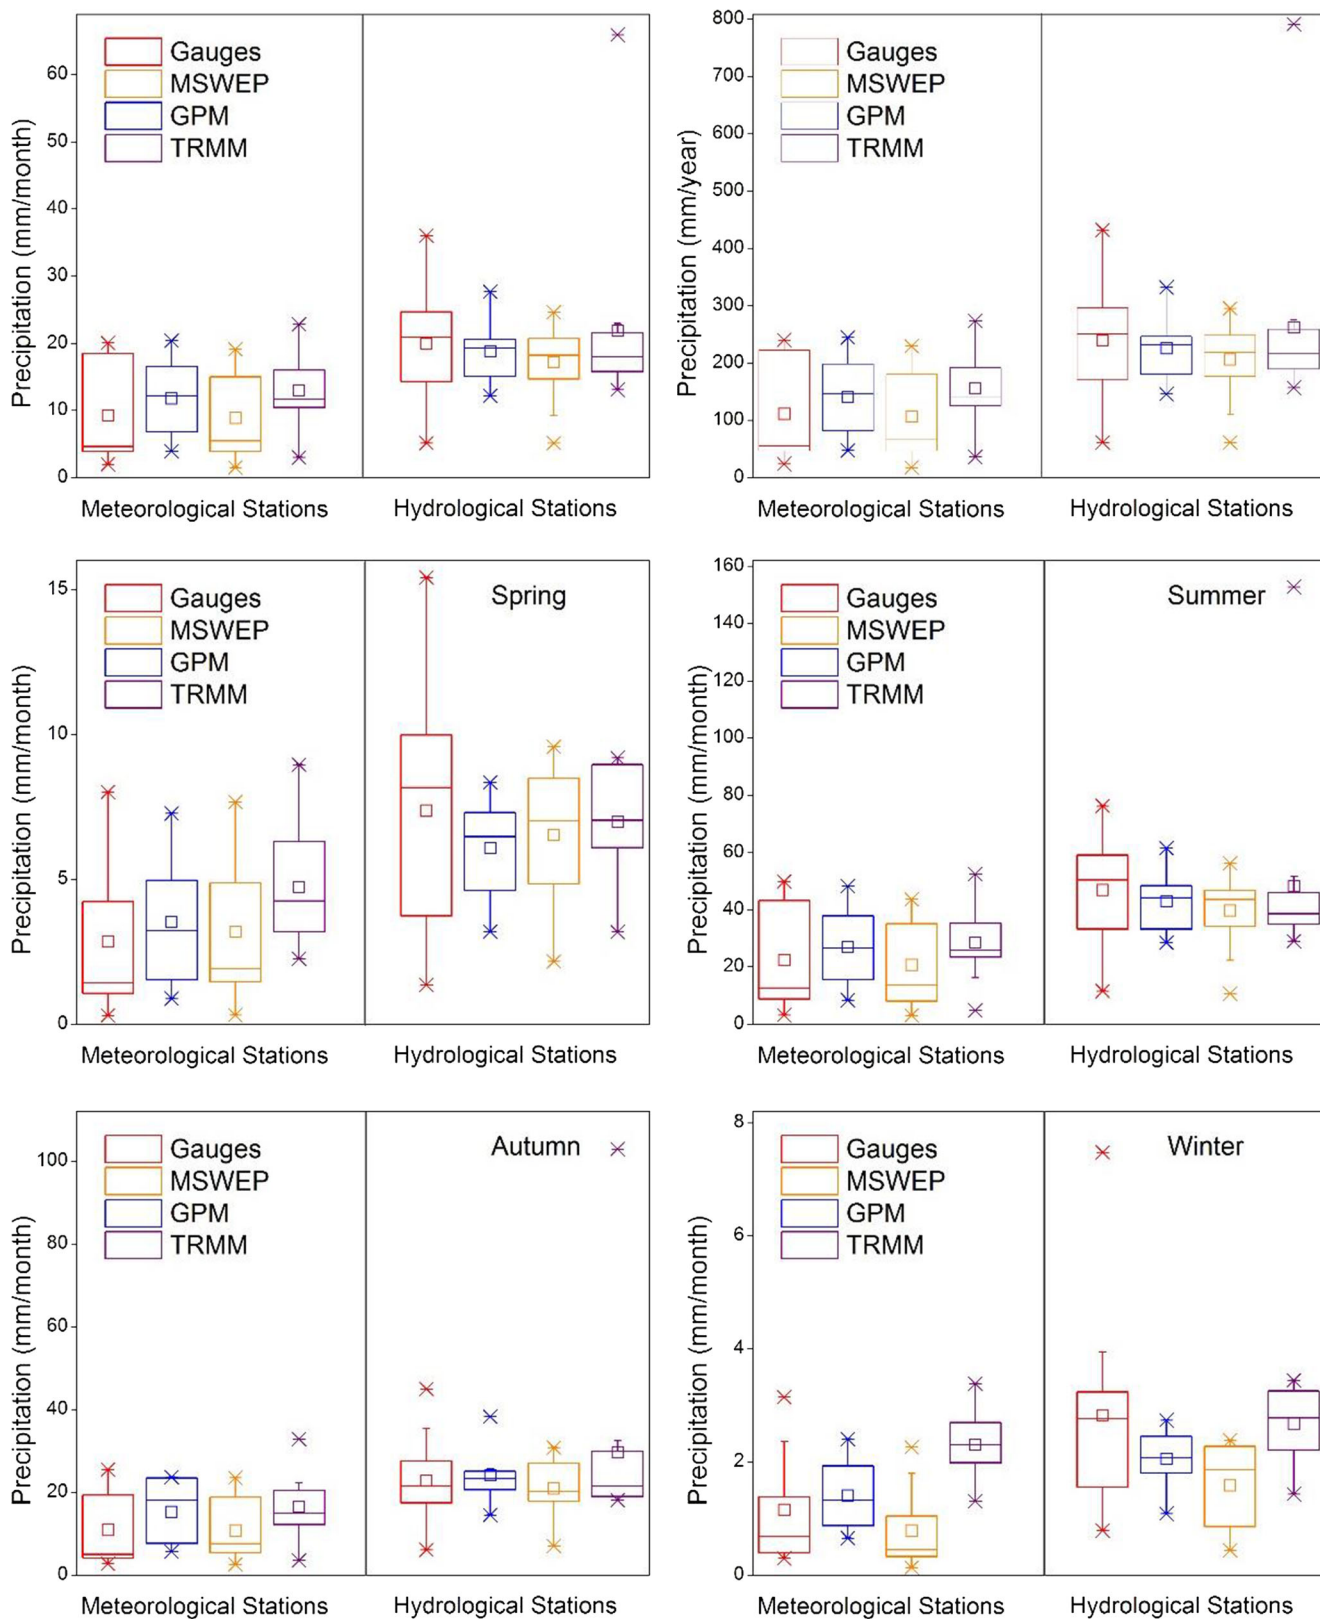 Precipitation (mm/month)
60
50
40
30
20
10
0
Gauges
MSWEP
GPM
TRMM
Meteorological Stations
Hydrological Stations
Precipitation (mm/year)
800
700
600
500
400
300
200
100
0
Gauges
MSWEP
GPM
TRMM
Meteorological Stations
Hydrological Stations
Precipitation (mm/month)
15
10
5
0
Gauges
MSWEP
GPM
TRMM
Spring
Meteorological Stations
Hydrological Stations
Precipitation (mm/month)
160
140
120
100
80
60
40
20
0
Gauges
MSWEP
GPM
TRMM
Summer
Meteorological Stations
Hydrological Stations
Precipitation (mm/month)
100
80
60
40
20
0
Gauges
MSWEP
GPM
TRMM
Autumn
Meteorological Stations
Hydrological Stations
Precipitation (mm/month)
8
6
4
2
0
Gauges
MSWEP
GPM
TRMM
Winter
Meteorological Stations
Hydrological Stations